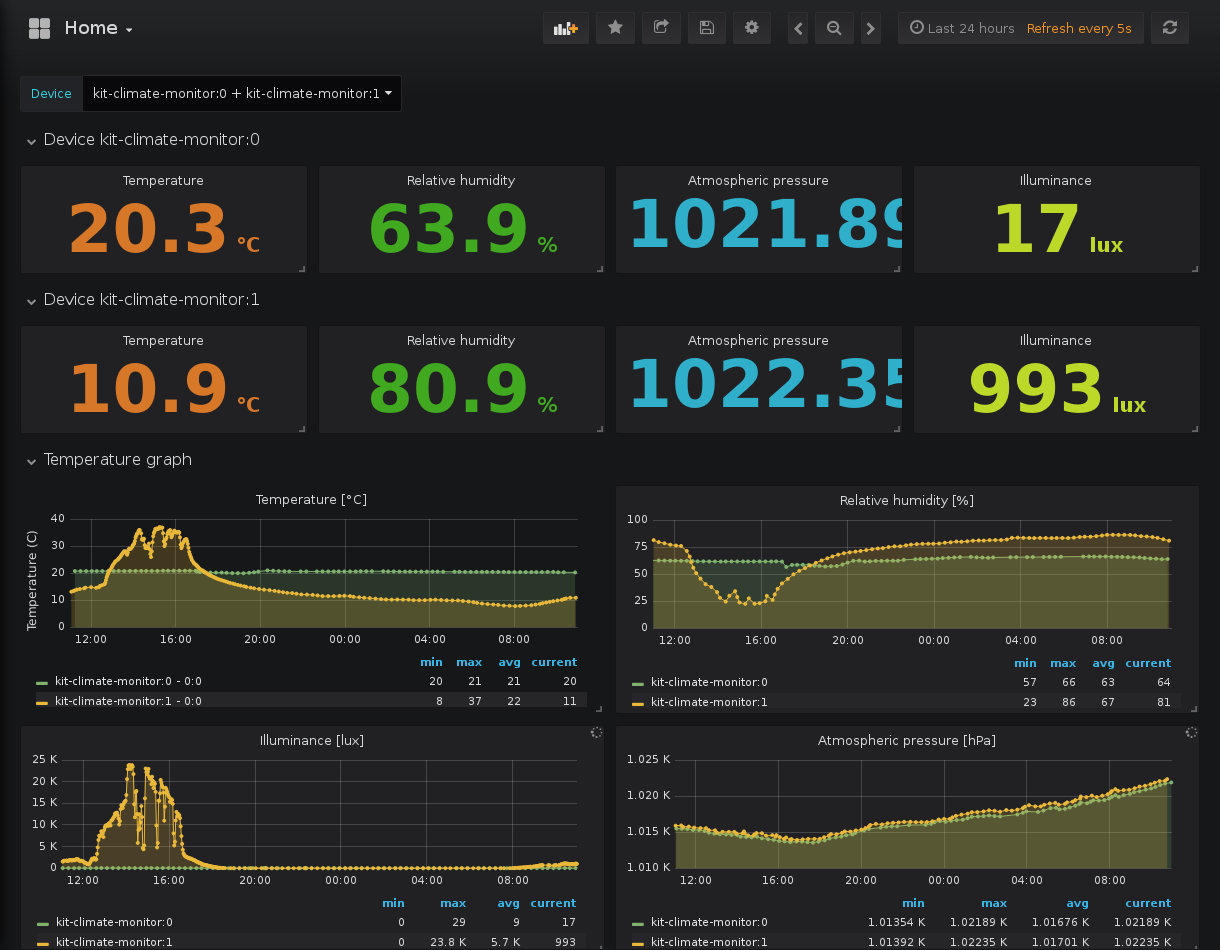 Home
Last 24 hours Refresh every 5s
Device kit-climate-monitor:0 + kit-climate-monitor:1
Device kit-climate-monitor:0
Temperature Relative humidity Atmospheric pressure Illuminance
20.3 °C 63.9 % 1021.89 17 lux
Device kit-climate-monitor:1
Temperature Relative humidity Atmospheric pressure Illuminance
10.9 °C 80.9 % 1022.35 993 lux
Temperature graph
Temperature [°C]
Temperature (C)
40
30
20
10
0
12:00 16:00 20:00 00:00 04:00 08:00
min max avg current
kit-climate-monitor:0 - 0:0 20 21 21 20
kit-climate-monitor:1 - 0:0 8 37 22 11
Relative humidity [%]
100
75
50
25
0
12:00 16:00 20:00 00:00 04:00 08:00
min max avg current
kit-climate-monitor:0 57 66 63 64
kit-climate-monitor:1 23 86 67 81
Illuminance [lux]
25 K
20 K
15 K
10 K
5 K
0
12:00 16:00 20:00 00:00 04:00 08:00
min max avg current
kit-climate-monitor:0 0 29 9 17
kit-climate-monitor:1 0 23.8 K 5.7 K 993
Atmospheric pressure [hPa]
1.025 K
1.020 K
1.015 K
1.010 K
12:00 16:00 20:00 00:00 04:00 08:00
min max avg current
kit-climate-monitor:0 1.01354 K 1.02189 K 1.01676 K 1.02189 K
kit-climate-monitor:1 1.01392 K 1.02235 K 1.01701 K 1.02235 K